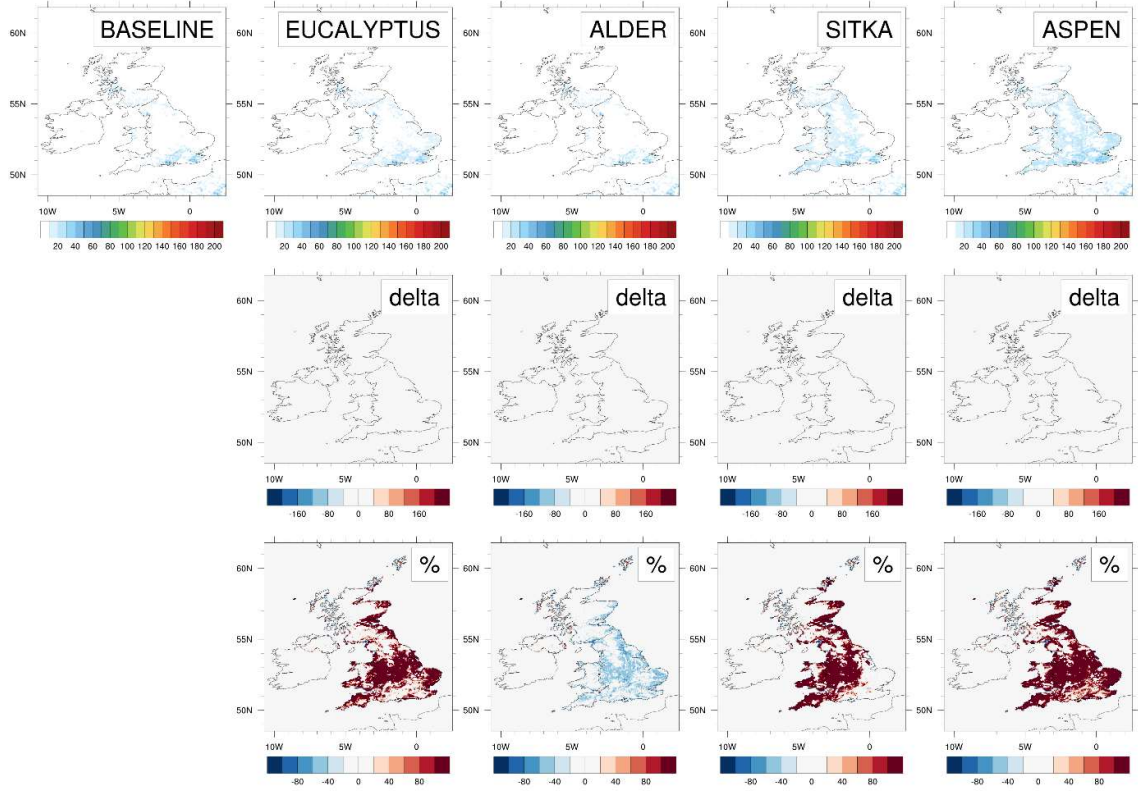 BASELINE EUCALYPTUS ALDER SITKA ASPEN
60N 60N 60N 60N 60N
55N 55N 55N 55N 55N
50N 50N 50N 50N 50N
10W 5W 0 10W 5W 0 10W 5W 0 10W 5W 0 10W 5W 0
20 40 60 80 100 120 140 160 180 200 20 40 60 80 100 120 140 160 180 200 20 40 60 80 100 120 140 160 180 200 20 40 60 80 100 120 140 160 180 200 20 40 60 80 100 120 140 160 180 200
delta delta delta delta
60N 60N 60N 60N
55N 55N 55N 55N
50N 50N 50N 50N
10W 5W 0 10W 5W 0 10W 5W 0 10W 5W 0
-160 -80 0 80 160 -80 0 80 160 -80 0 80 160 -80 0 80 160
% % % %
60N 60N 60N 60N
55N 55N 55N 55N
50N 50N 50N 50N
10W 5W 0 10W 5W 0 10W 5W 0 10W 5W 0
-80 -40 0 40 80 -80 -40 0 40 80 -80 -40 0 40 80 -80 -40 0 40 80